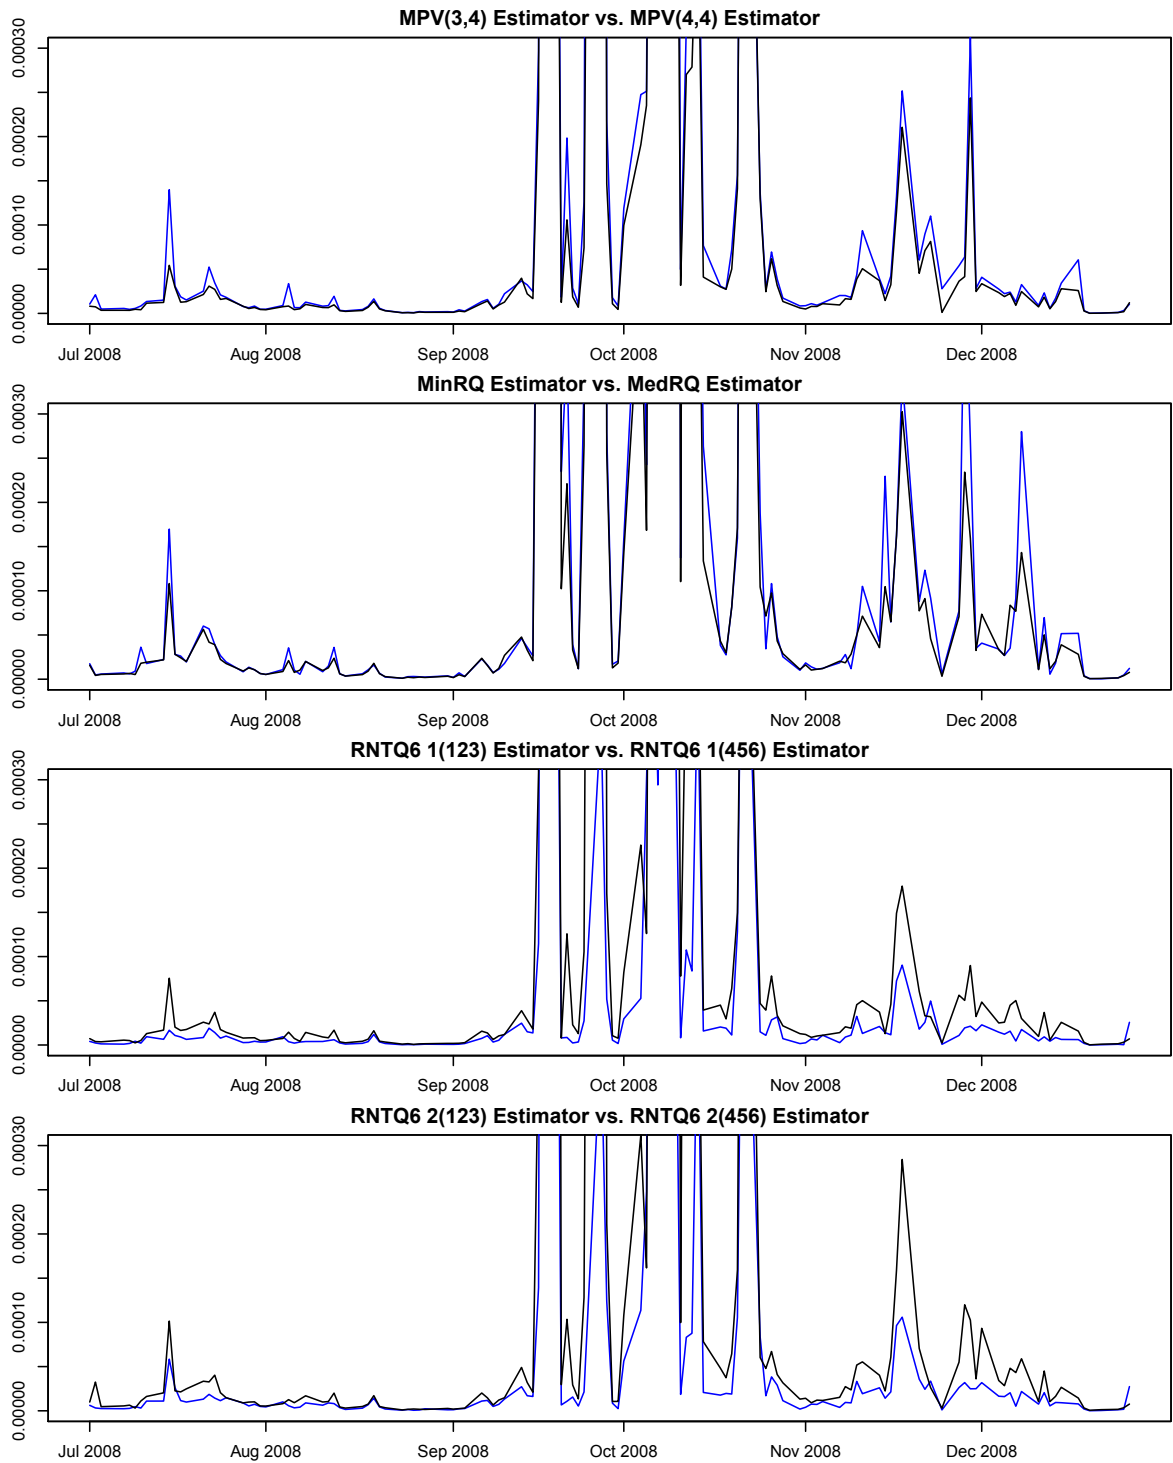 MPV(3,4) Estimator vs. MPV(4,4) Estimator
0.00030
0.00020
0.00010
0.00000
Jul 2008 Aug 2008 Sep 2008 Oct 2008 Nov 2008 Dec 2008
MinRQ Estimator vs. MedRQ Estimator
0.00030
0.00020
0.00010
0.00000
Jul 2008 Aug 2008 Sep 2008 Oct 2008 Nov 2008 Dec 2008
RNTQ6 1(123) Estimator vs. RNTQ6 1(456) Estimator
0.00030
0.00020
0.00010
0.00000
Jul 2008 Aug 2008 Sep 2008 Oct 2008 Nov 2008 Dec 2008
RNTQ6 2(123) Estimator vs. RNTQ6 2(456) Estimator
0.00030
0.00020
0.00010
0.00000
Jul 2008 Aug 2008 Sep 2008 Oct 2008 Nov 2008 Dec 2008